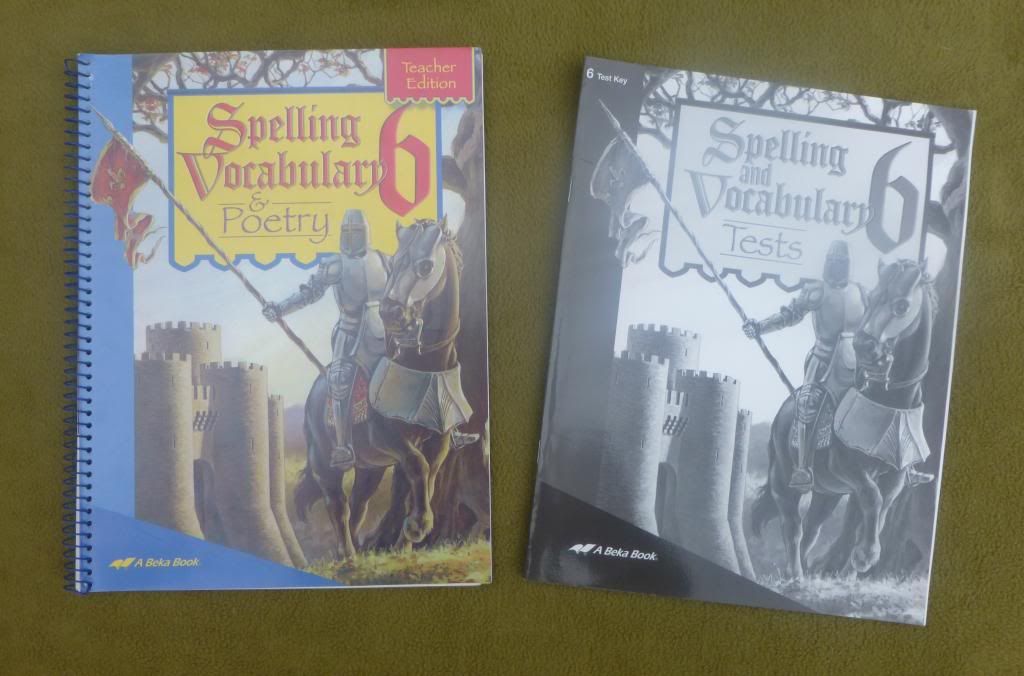 Teacher
Edition
Spelling
Vocabulary 6
&
Poetry
A Beka Book
6 Test Key
Spelling
and
Vocabulary 6
Tests
A Beka Book